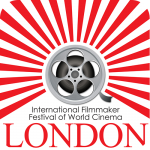 International Filmmaker
Festival of World Cinema
LONDON